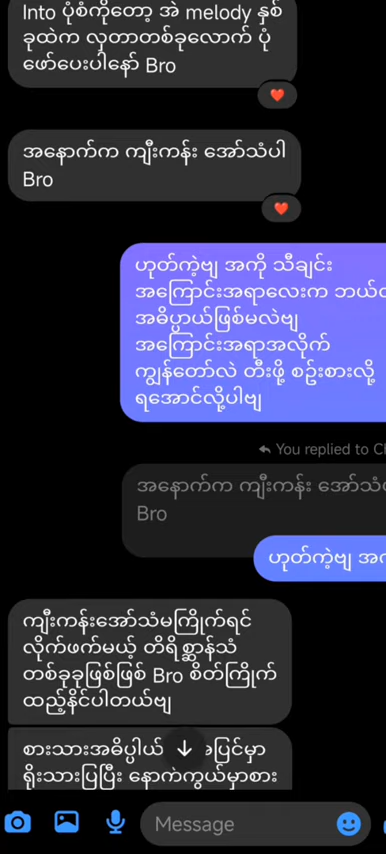 Into ပုံစံကိုတော့ အဲ melody နှစ်
ခုထဲက လှတာတစ်ခုလောက် ပုံ
ဖော်ပေးပါနော် Bro
အနောက်က ကျီးကန်း အော်သံပါ
Bro
ဟုတ်ကဲ့ဗျ အကို သီချင်း
အကြောင်းအရာလေးက
အဓိပ္ပာယ်ဖြစ်မလဲဗျ
အကြောင်းအရာအလိုက်
ကျွန်တော်လဲ တီးဖို့ စဥ်းစားလို့
ရအောင်လို့ပါဗျ
You replied to
အနောက်က ကျီးကန်း
Bro
ဟုတ်ကဲ့ဗျ
ကျီးကန်းအော်သံမကြိုက်ရင်
လိုက်ဖက်မယ့် တိရိစ္ဆာန်သံ
တစ်ခုခုဖြစ်ဖြစ် Bro စိတ်ကြိုက်
ထည့်နိုင်ပါတယ်ဗျ
စားသားအဓိပ္ပါယ်
ရိုးသားပြပြီး နောက်ကွယ်မှာစား
Message